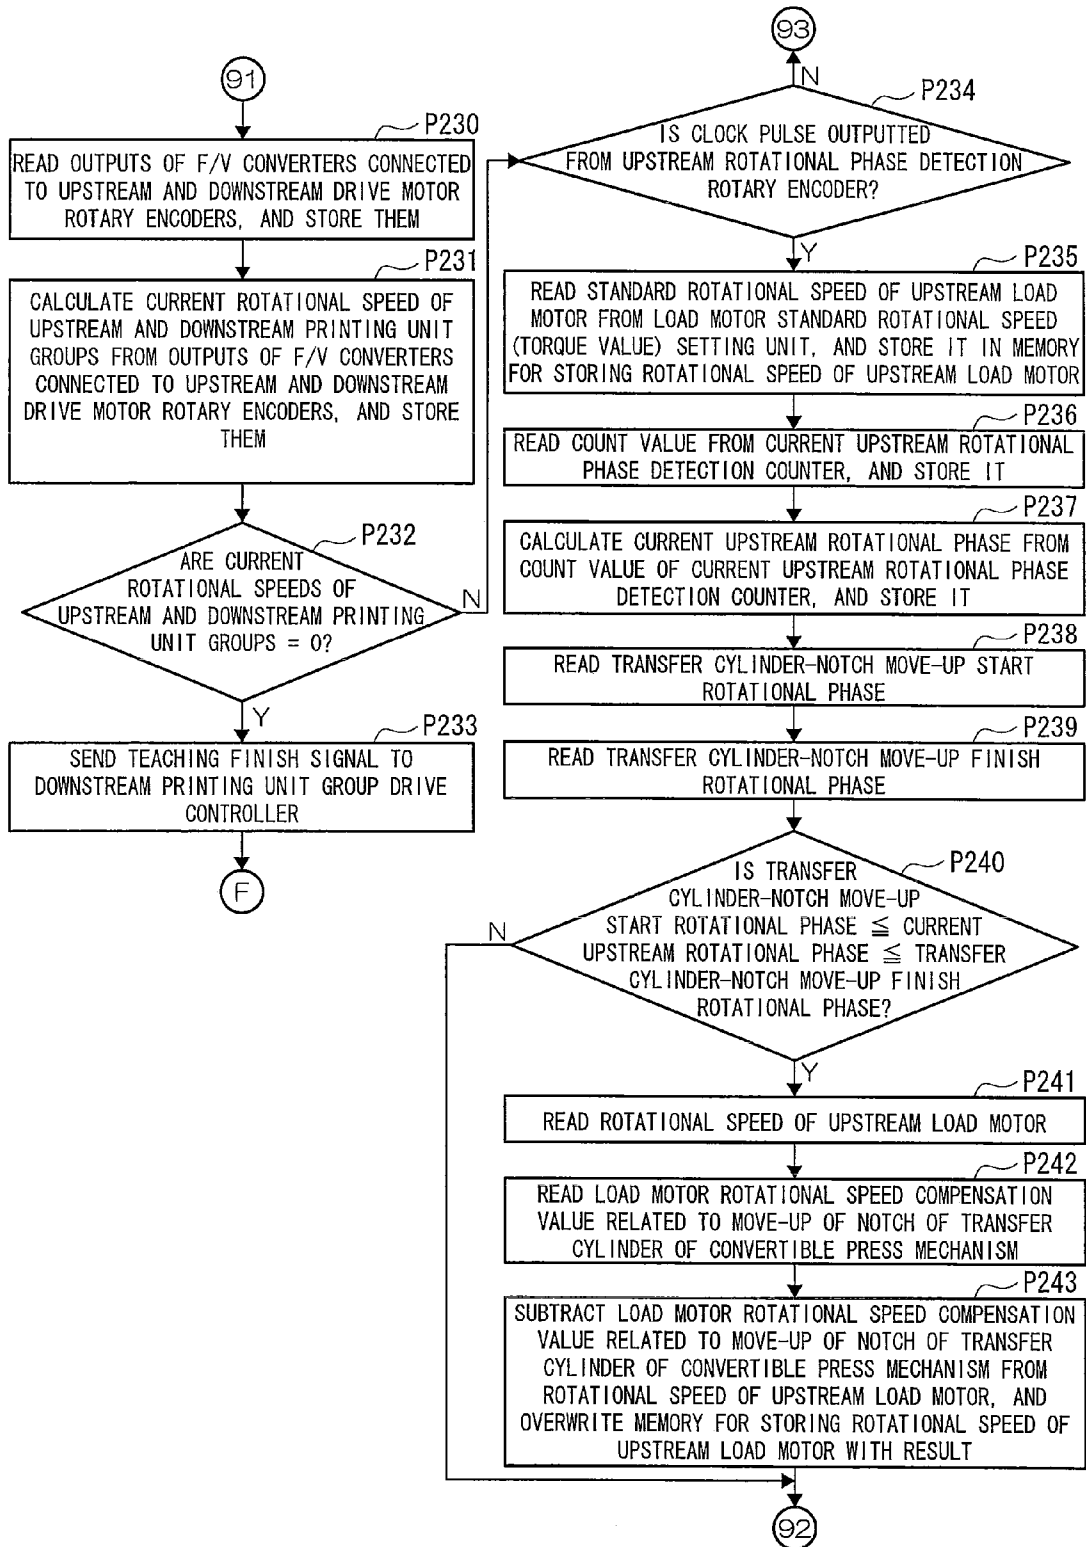 91
P230
READ OUTPUTS OF F/V CONVERTERS CONNECTED
TO UPSTREAM AND DOWNSTREAM DRIVE MOTOR
ROTARY ENCODERS, AND STORE THEM
P231
CALCULATE CURRENT ROTATIONAL SPEED OF
UPSTREAM AND DOWNSTREAM PRINTING UNIT
GROUPS FROM OUTPUTS OF F/V CONVERTERS
CONNECTED TO UPSTREAM AND DOWNSTREAM
DRIVE MOTOR ROTARY ENCODERS, AND STORE
THEM
P232
ARE CURRENT
ROTATIONAL SPEEDS OF
UPSTREAM AND DOWNSTREAM PRINTING
UNIT GROUPS = 0?
N
Y
P233
SEND TEACHING FINISH SIGNAL TO
DOWNSTREAM PRINTING UNIT GROUP DRIVE
CONTROLLER
F
93
N
P234
IS CLOCK PULSE OUTPUTTED
FROM UPSTREAM ROTATIONAL PHASE DETECTION
ROTARY ENCODER?
Y
P235
READ STANDARD ROTATIONAL SPEED OF UPSTREAM LOAD
MOTOR FROM LOAD MOTOR STANDARD ROTATIONAL SPEED
(TORQUE VALUE) SETTING UNIT, AND STORE IT IN MEMORY
FOR STORING ROTATIONAL SPEED OF UPSTREAM LOAD MOTOR
P236
READ COUNT VALUE FROM CURRENT UPSTREAM ROTATIONAL
PHASE DETECTION COUNTER, AND STORE IT
P237
CALCULATE CURRENT UPSTREAM ROTATIONAL PHASE FROM
COUNT VALUE OF CURRENT UPSTREAM ROTATIONAL PHASE
DETECTION COUNTER, AND STORE IT
P238
READ TRANSFER CYLINDER-NOTCH MOVE-UP START
ROTATIONAL PHASE
P239
READ TRANSFER CYLINDER-NOTCH MOVE-UP FINISH
ROTATIONAL PHASE
P240
IS TRANSFER
CYLINDER-NOTCH MOVE-UP
START ROTATIONAL PHASE ≦ CURRENT
UPSTREAM ROTATIONAL PHASE ≦ TRANSFER
CYLINDER-NOTCH MOVE-UP FINISH
ROTATIONAL PHASE?
N
Y
P241
READ ROTATIONAL SPEED OF UPSTREAM LOAD MOTOR
P242
READ LOAD MOTOR ROTATIONAL SPEED COMPENSATION
VALUE RELATED TO MOVE-UP OF NOTCH OF TRANSFER
CYLINDER OF CONVERTIBLE PRESS MECHANISM
P243
SUBTRACT LOAD MOTOR ROTATIONAL SPEED COMPENSATION
VALUE RELATED TO MOVE-UP OF NOTCH OF TRANSFER
CYLINDER OF CONVERTIBLE PRESS MECHANISM FROM
ROTATIONAL SPEED OF UPSTREAM LOAD MOTOR, AND
OVERWRITE MEMORY FOR STORING ROTATIONAL SPEED OF
UPSTREAM LOAD MOTOR WITH RESULT
92